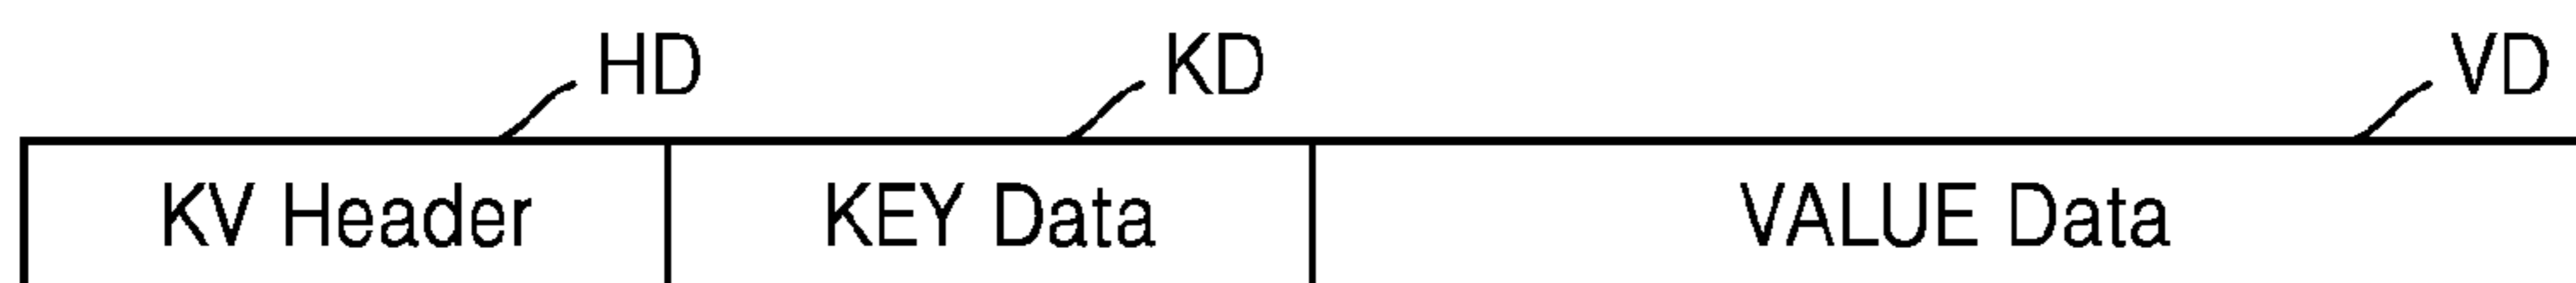 HD KD VD
KV Header KEY Data VALUE Data